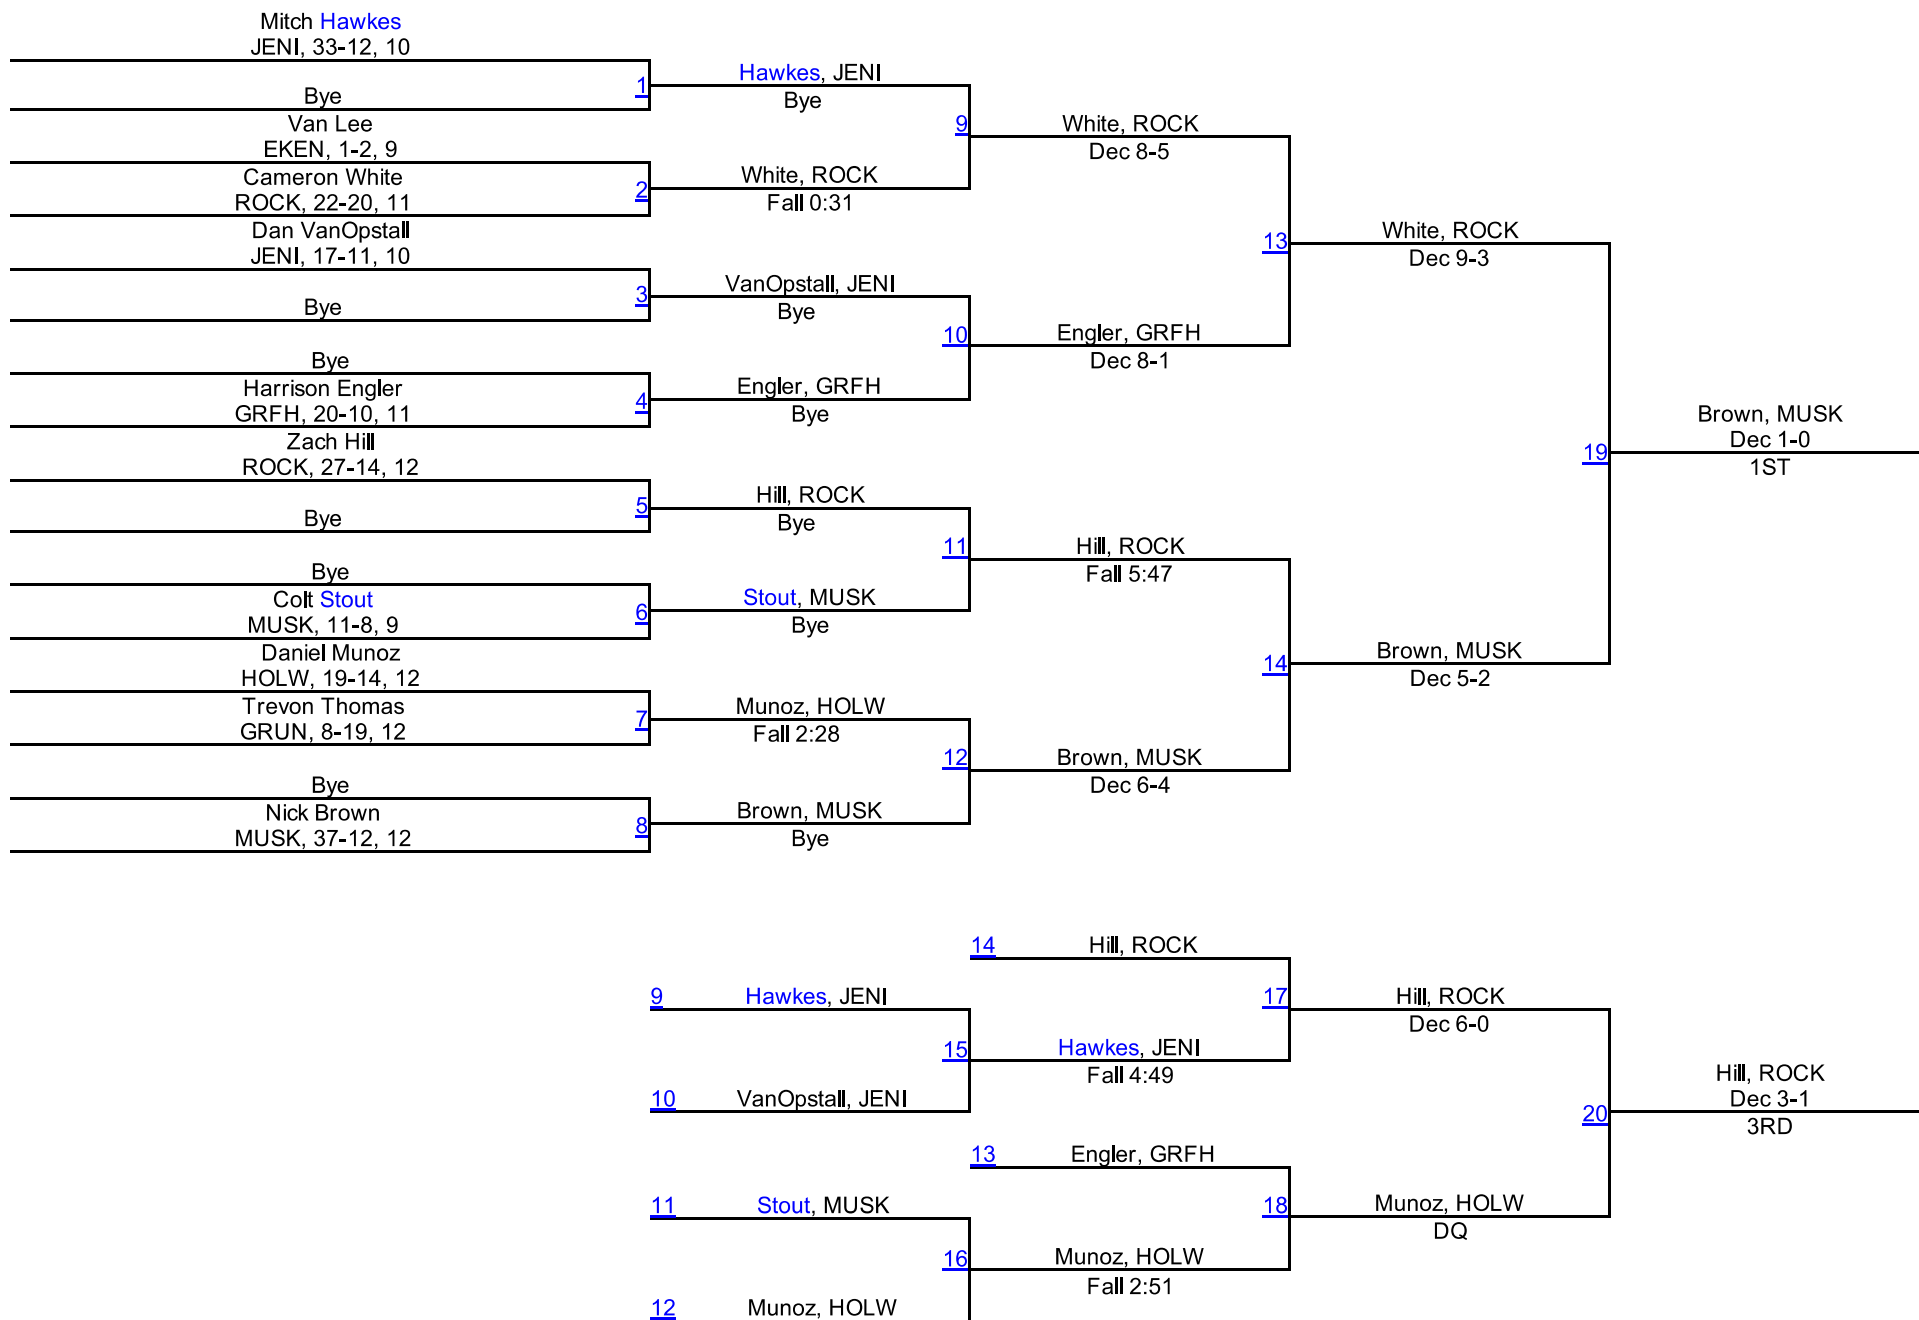 Mitch Hawkes
JENI, 33-12, 10
1
Bye
Van Lee
EKEN, 1-2, 9
Cameron White
2
ROCK, 22-20, 11
Dan VanOpstall
JENI, 17-11, 10
3
Bye
Bye
Harrison Engler
4
GRFH, 20-10, 11
Zach Hill
ROCK, 27-14, 12
5
Bye
Bye
Colt Stout
6
MUSK, 11-8, 9
Daniel Munoz
HOLW, 19-14, 12
Trevon Thomas
7
GRUN, 8-19, 12
Bye
Nick Brown
8
MUSK, 37-12, 12
Hawkes, JENI
Bye
9
White, ROCK
Fall 0:31
VanOpstall, JENI
Bye
10
Engler, GRFH
Bye
Hill, ROCK
Bye
11
Stout, MUSK
Bye
Munoz, HOLW
Fall 2:28
12
Brown, MUSK
Bye
White, ROCK
Dec 8-5
13
Engler, GRFH
Dec 8-1
Hill, ROCK
Fall 5:47
14
Brown, MUSK
Dec 6-4
White, ROCK
Dec 9-3
19
Brown, MUSK
Dec 5-2
Brown, MUSK
Dec 1-0
1ST
14 Hill, ROCK
9 Hawkes, JENI
17
15
Hawkes, JENI
Fall 4:49
10 VanOpstall, JENI
Hill, ROCK
Dec 6-0
20
Hill, ROCK
Dec 3-1
3RD
13 Engler, GRFH
11 Stout, MUSK
18
Munoz, HOLW
DQ
16
Munoz, HOLW
Fall 2:51
12 Munoz, HOLW